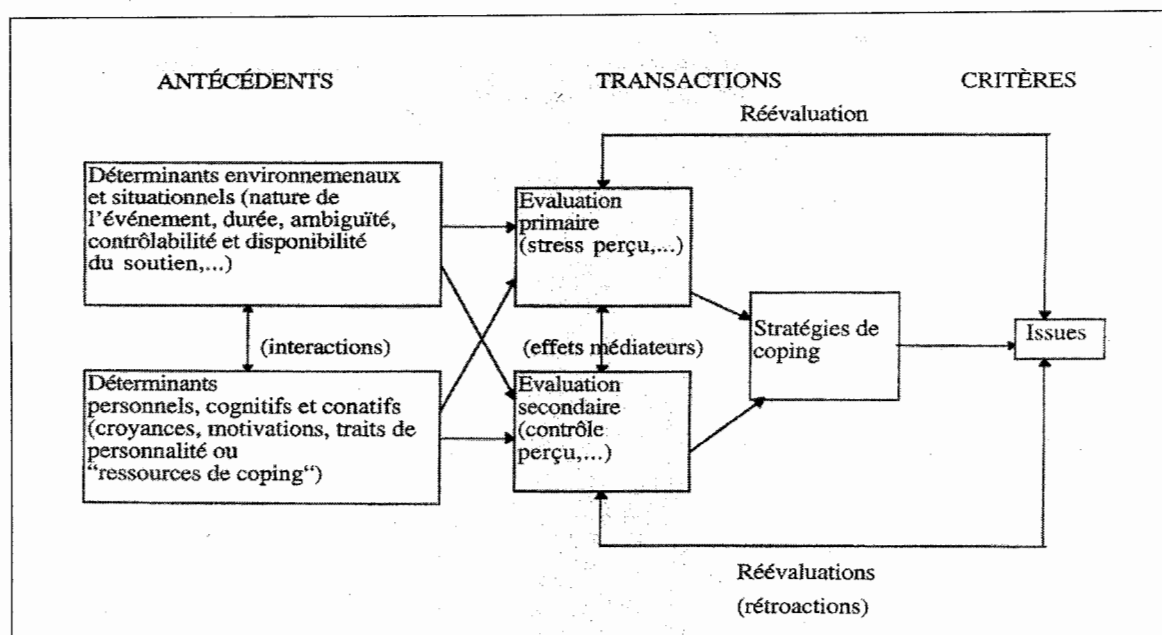 ANTÉCÉDENTS
TRANSACTIONS
CRITÈRES
Réévaluation
Déterminants environnemenaux
et situationnels (nature de
l'événement, durée, ambiguïté,
contrôlabilité et disponibilité
du soutien,...)
Evaluation
primaire
(stress perçu,...)
Stratégies de
coping
Issues
(interactions)
(effets médiateurs)
Déterminants
personnels, cognitifs et conatifs
(croyances, motivations, traits de
personnalité ou
“ressources de coping“)
Evaluation
secondaire
(contrôle
perçu,...)
Réévaluations
(rétroactions)